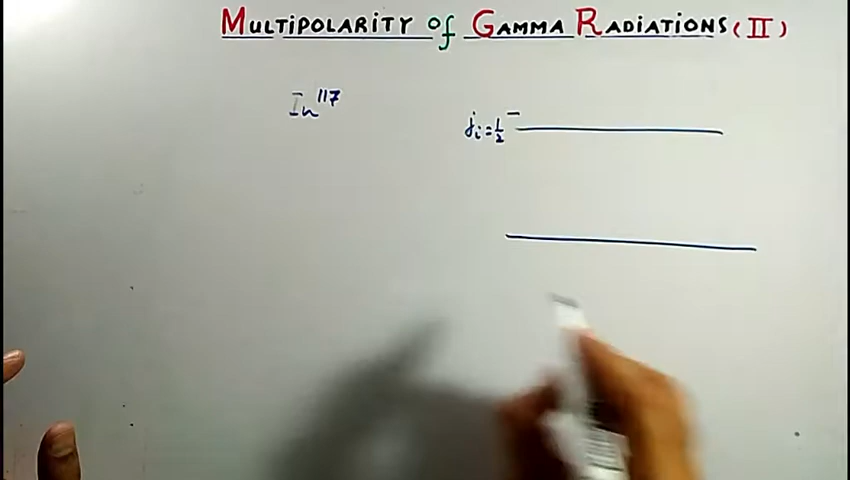 MULTIPOLARITY of GAMMA RADIATIONS (II)
In¹¹⁷
jᵢ = 1/2⁻